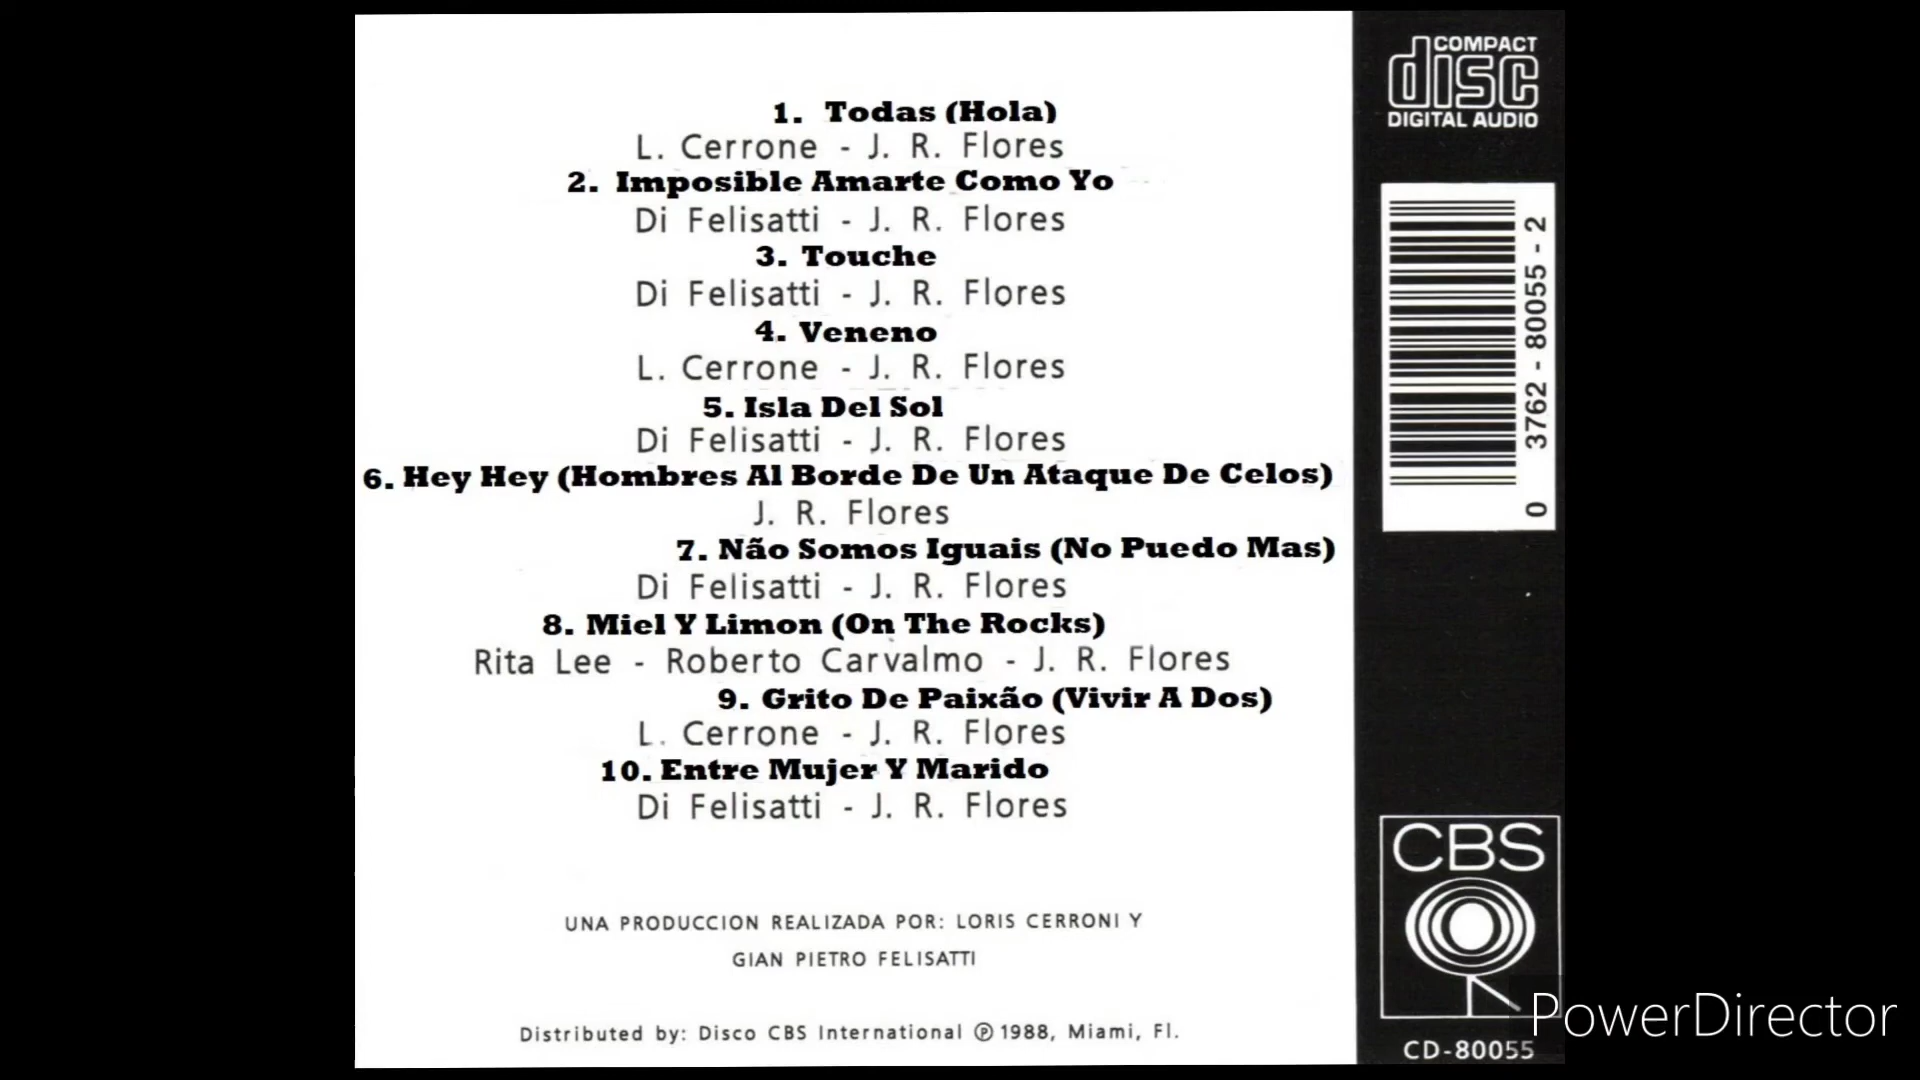 COMPACT
disc
DIGITAL AUDIO
1. Todas (Hola)
L. Cerrone - J. R. Flores
2. Imposible Amarte Como Yo
Di Felisatti - J. R. Flores
3. Touche
Di Felisatti - J. R. Flores
4. Veneno
L. Cerrone - J. R. Flores
5. Isla Del Sol
Di Felisatti - J. R. Flores
6. Hey Hey (Hombres Al Borde De Un Ataque De Celos)
J. R. Flores
7. Não Somos Iguais (No Puedo Mas)
Di Felisatti - J. R. Flores
8. Miel Y Limon (On The Rocks)
Rita Lee - Roberto Carvalmo - J. R. Flores
9. Grito De Paixão (Vivir A Dos)
L. Cerrone - J. R. Flores
10. Entre Mujer Y Marido
Di Felisatti - J. R. Flores
UNA PRODUCCION REALIZADA POR: LORIS CERRONI Y
GIAN PIETRO FELISATTI
Distributed by: Disco CBS International Ⓟ 1988, Miami, Fl.
0 3762 - 80055 - 2
CBS
CD-80055
PowerDirector